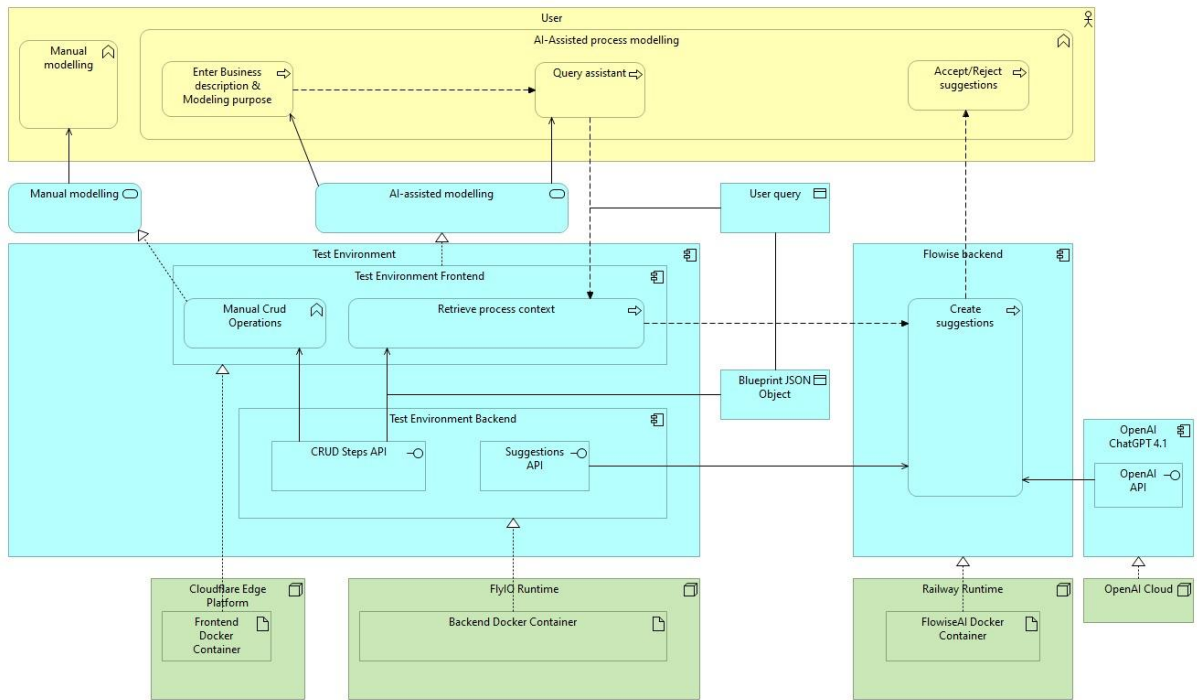 User
AI-Assisted process modelling
Manual
modelling
Enter Business
description &
Modeling purpose
Query assistant
Accept/Reject
suggestions
Manual modelling
AI-assisted modelling
User query
Test Environment
Flowise backend
Test Environment Frontend
Manual Crud
Operations
Retrieve process context
Create
suggestions
Blueprint JSON
Object
Test Environment Backend
CRUD Steps API
Suggestions
API
OpenAI
ChatGPT 4.1
OpenAI
API
Cloudflare Edge
Platform
Frontend
Docker
Container
FlyIO Runtime
Backend Docker Container
Railway Runtime
FlowiseAI Docker
Container
OpenAI Cloud